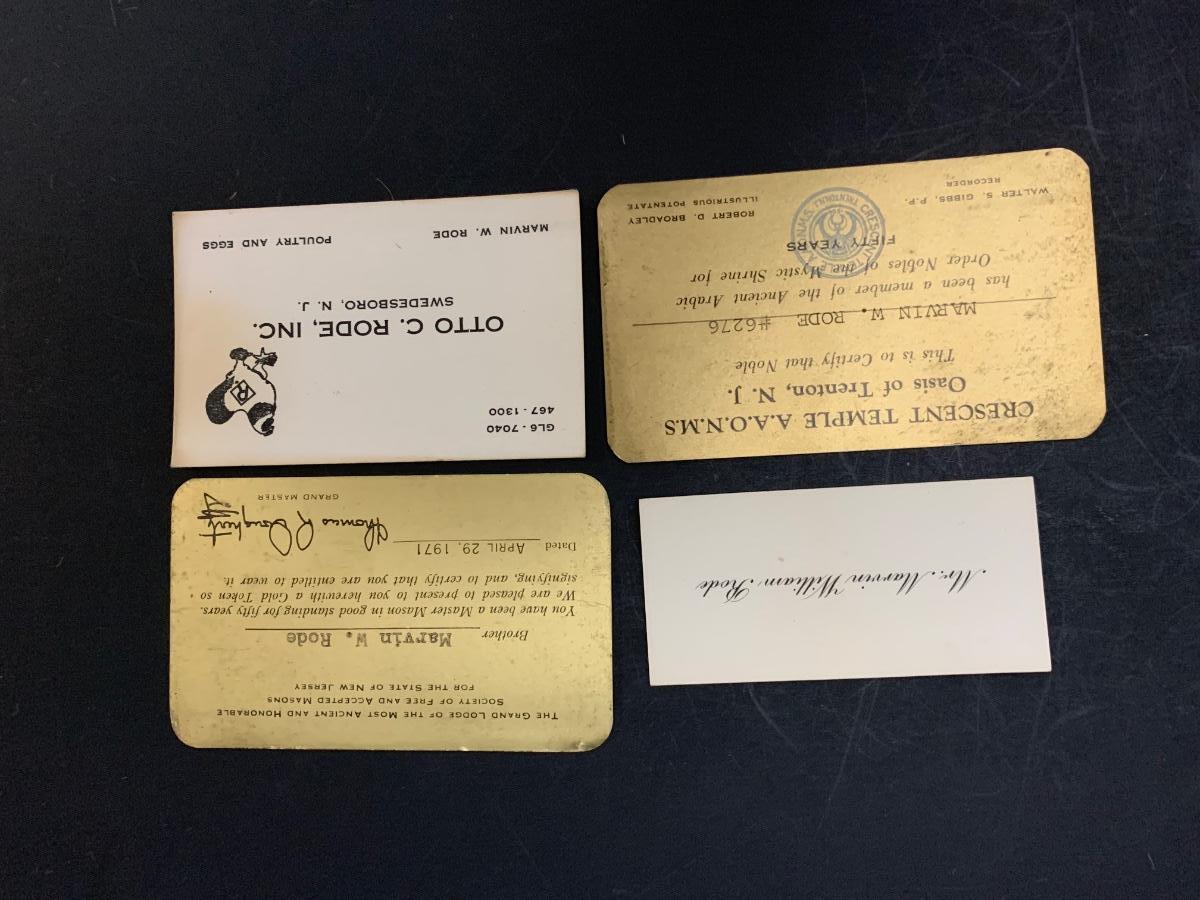 Mr. Marvin William Rode
THE GRAND LODGE OF THE MOST ANCIENT AND HONORABLE
SOCIETY OF FREE AND ACCEPTED MASONS
FOR THE STATE OF NEW JERSEY
Brother Marvin W. Rode
You have been a Master Mason in good standing for fifty years.
We are pleased to present to you herewith a Gold Token so
signifying, and to certify that you are entitled to wear it.
Dated APRIL 29, 1971
Thomas R Dougherty
GRAND MASTER
CRESCENT TEMPLE A.A.O.N.M.S
Oasis of Trenton, N. J.
This is to Certify that Noble
MARVIN W. RODE #6276
has been a member of the Ancient Arabic
Order Nobles of the Mystic Shrine for
FIFTY YEARS
CRESCENT TEMPLE A.A.O.N.M.S. TRENTON N.J.
WALTER S. GIBBS, P.P.
RECORDER
ROBERT D. BROADLEY
ILLUSTRIOUS POTENTATE
GL6 - 7040
467 - 1300
R
OTTO C. RODE, INC.
SWEDESBORO, N. J.
MARVIN W. RODE
POULTRY AND EGGS